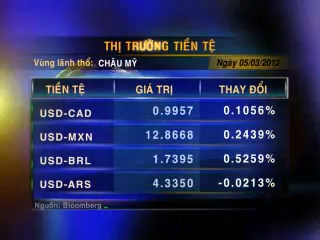 THỊ TRƯỜNG TIỀN TỆ
Vùng lãnh thổ: CHÂU MỸ Ngày 05/03/2012
TIỀN TỆ GIÁ TRỊ THAY ĐỔI
USD-CAD 0.9957 0.1056%
USD-MXN 12.8668 0.2439%
USD-BRL 1.7395 0.5259%
USD-ARS 4.3350 -0.0213%
Nguồn: Bloomberg